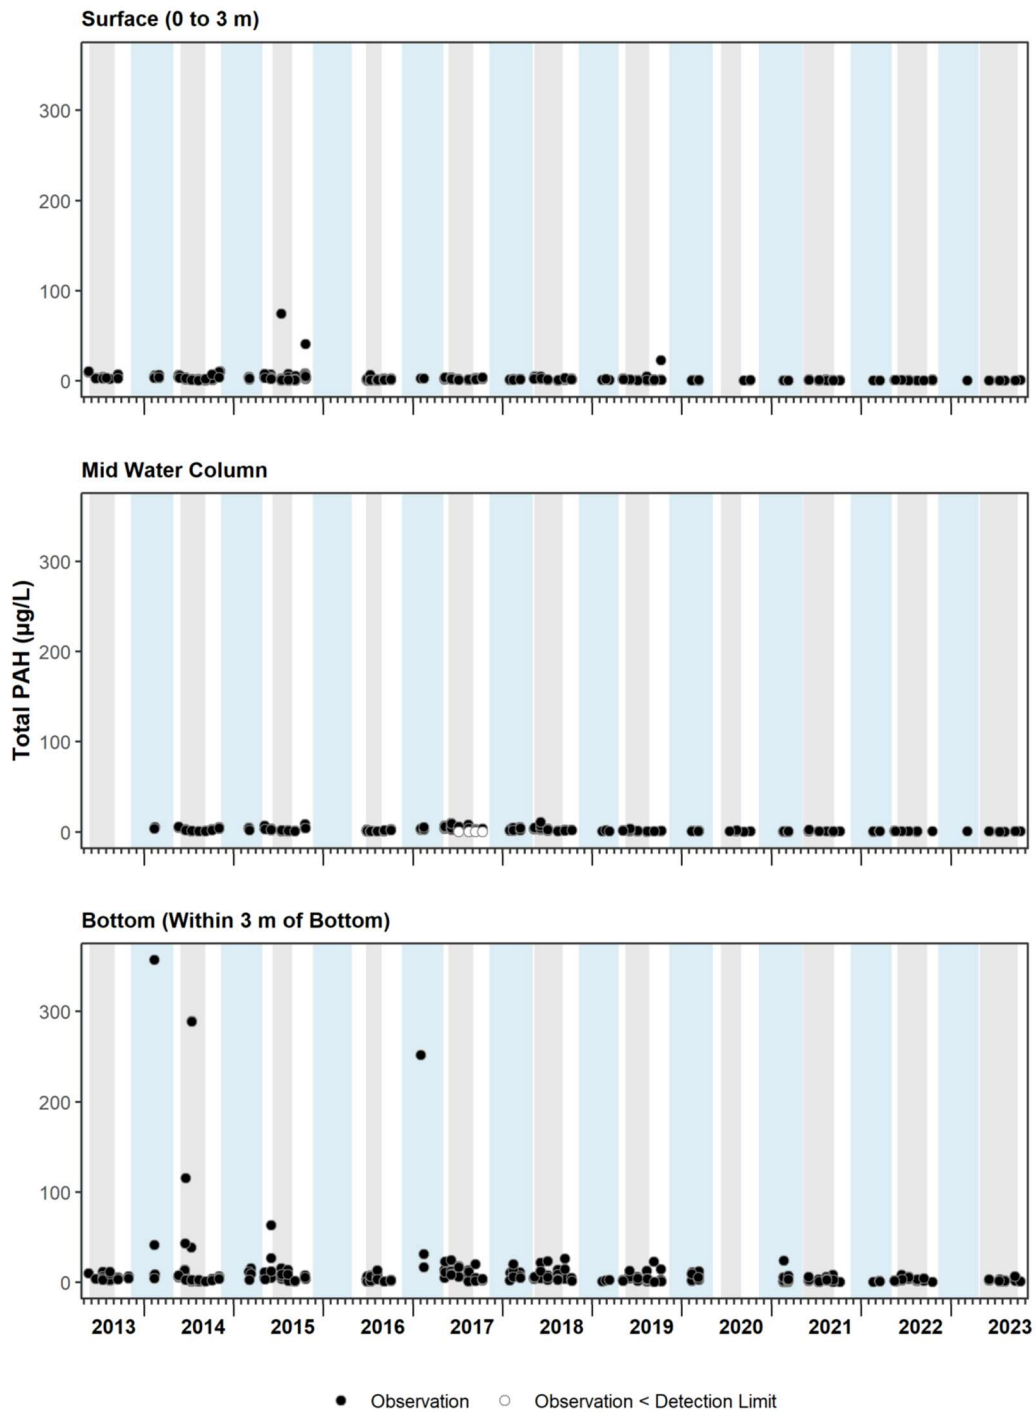 Surface (0 to 3 m)
300
200
100
0
Mid Water Column
Total PAH (µg/L)
300
200
100
0
Bottom (Within 3 m of Bottom)
300
200
100
0
2013 2014 2015 2016 2017 2018 2019 2020 2021 2022 2023
Observation Observation < Detection Limit